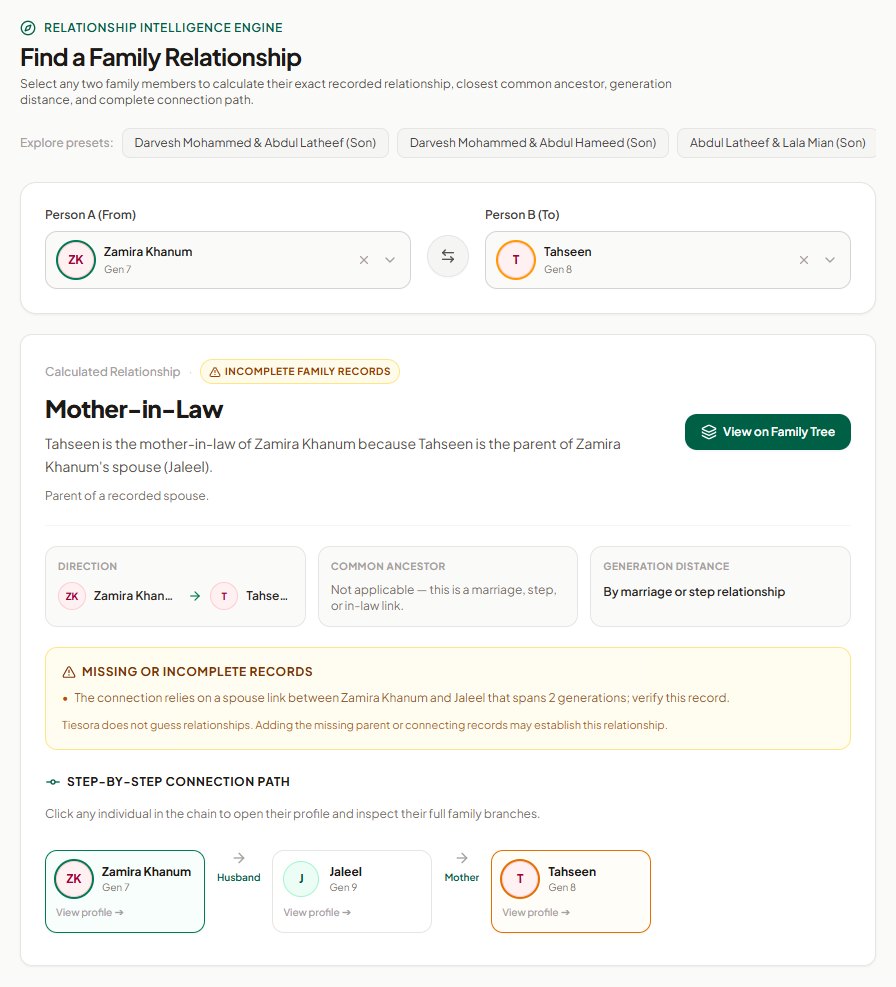 RELATIONSHIP INTELLIGENCE ENGINE
Find a Family Relationship
Select any two family members to calculate their exact recorded relationship, closest common ancestor, generation
distance, and complete connection path.
Explore presets: Darvesh Mohammed & Abdul Latheef (Son) Darvesh Mohammed & Abdul Hameed (Son) Abdul Latheef & Lala Mian (Son)
Person A (From) Person B (To)
ZK Zamira Khanum T Tahseen
Gen 7 Gen 8
Calculated Relationship · INCOMPLETE FAMILY RECORDS
Mother-in-Law
View on Family Tree
Tahseen is the mother-in-law of Zamira Khanum because Tahseen is the parent of Zamira
Khanum's spouse (Jaleel).
Parent of a recorded spouse.
DIRECTION
ZK Zamira Khan... → T Tahse...
COMMON ANCESTOR
Not applicable — this is a marriage, step,
or in-law link.
GENERATION DISTANCE
By marriage or step relationship
MISSING OR INCOMPLETE RECORDS
• The connection relies on a spouse link between Zamira Khanum and Jaleel that spans 2 generations; verify this record.
Tiesora does not guess relationships. Adding the missing parent or connecting records may establish this relationship.
STEP-BY-STEP CONNECTION PATH
Click any individual in the chain to open their profile and inspect their full family branches.
ZK Zamira Khanum
Gen 7
View profile →
→
Husband
J Jaleel
Gen 9
View profile →
→
Mother
T Tahseen
Gen 8
View profile →